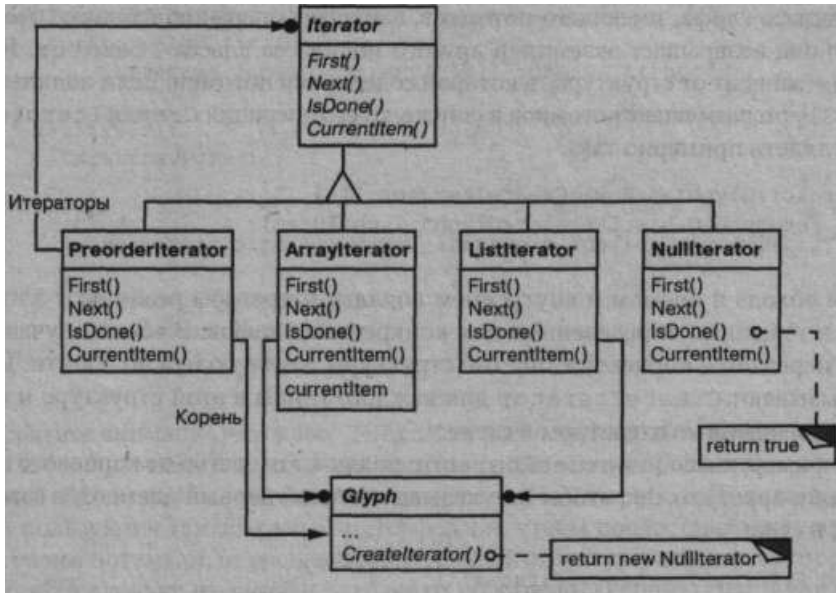 Iterator
First()
Next()
IsDone()
CurrentItem()
Итераторы
PreorderIterator
First()
Next()
IsDone()
CurrentItem()
ArrayIterator
First()
Next()
IsDone()
CurrentItem()
currentItem
ListIterator
First()
Next()
IsDone()
CurrentItem()
NullIterator
First()
Next()
IsDone()
CurrentItem()
return true
Корень
Glyph
...
CreateIterator()
return new NullIterator